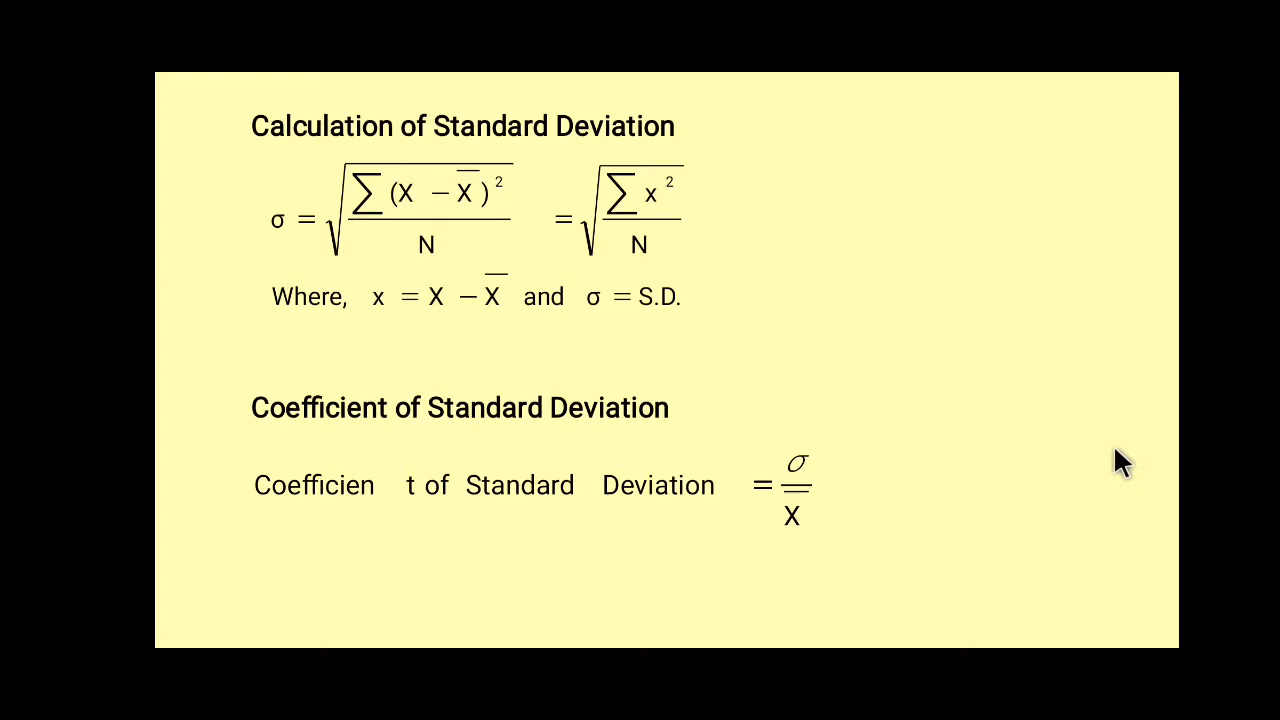 Calculation of Standard Deviation
σ = √(∑(X − X̅)² / N) = √(∑x² / N)
Where, x = X − X̅ and σ = S.D.
Coefficient of Standard Deviation
Coefficien t of Standard Deviation = σ / X̅